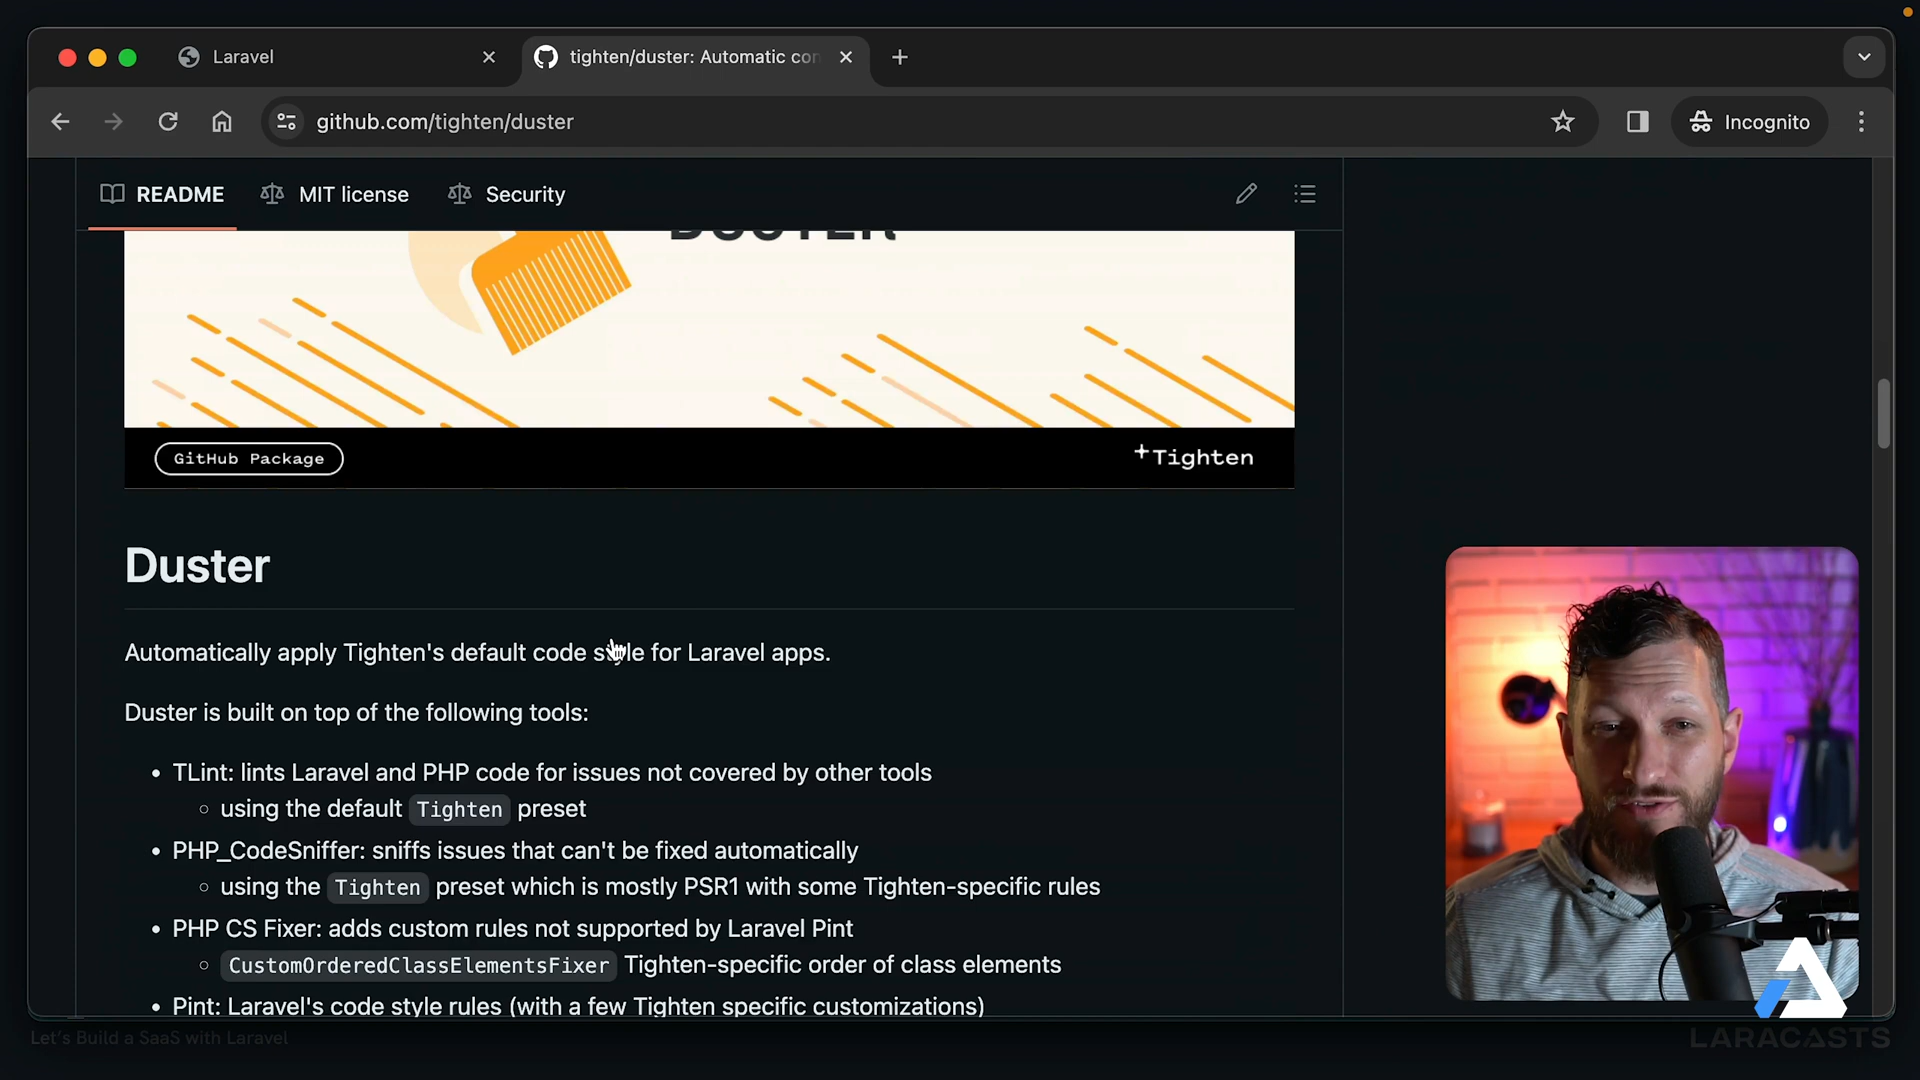 Laravel
tighten/duster: Automatic con
github.com/tighten/duster
Incognito
README
MIT license
Security
DUSTER
GitHub Package
Tighten
Duster
Automatically apply Tighten's default code style for Laravel apps.
Duster is built on top of the following tools:
TLint: lints Laravel and PHP code for issues not covered by other tools
using the default Tighten preset
PHP_CodeSniffer: sniffs issues that can't be fixed automatically
using the Tighten preset which is mostly PSR1 with some Tighten-specific rules
PHP CS Fixer: adds custom rules not supported by Laravel Pint
CustomOrderedClassElementsFixer Tighten-specific order of class elements
Pint: Laravel's code style rules (with a few Tighten specific customizations)
Let's Build a SaaS with Laravel
LARACASTS